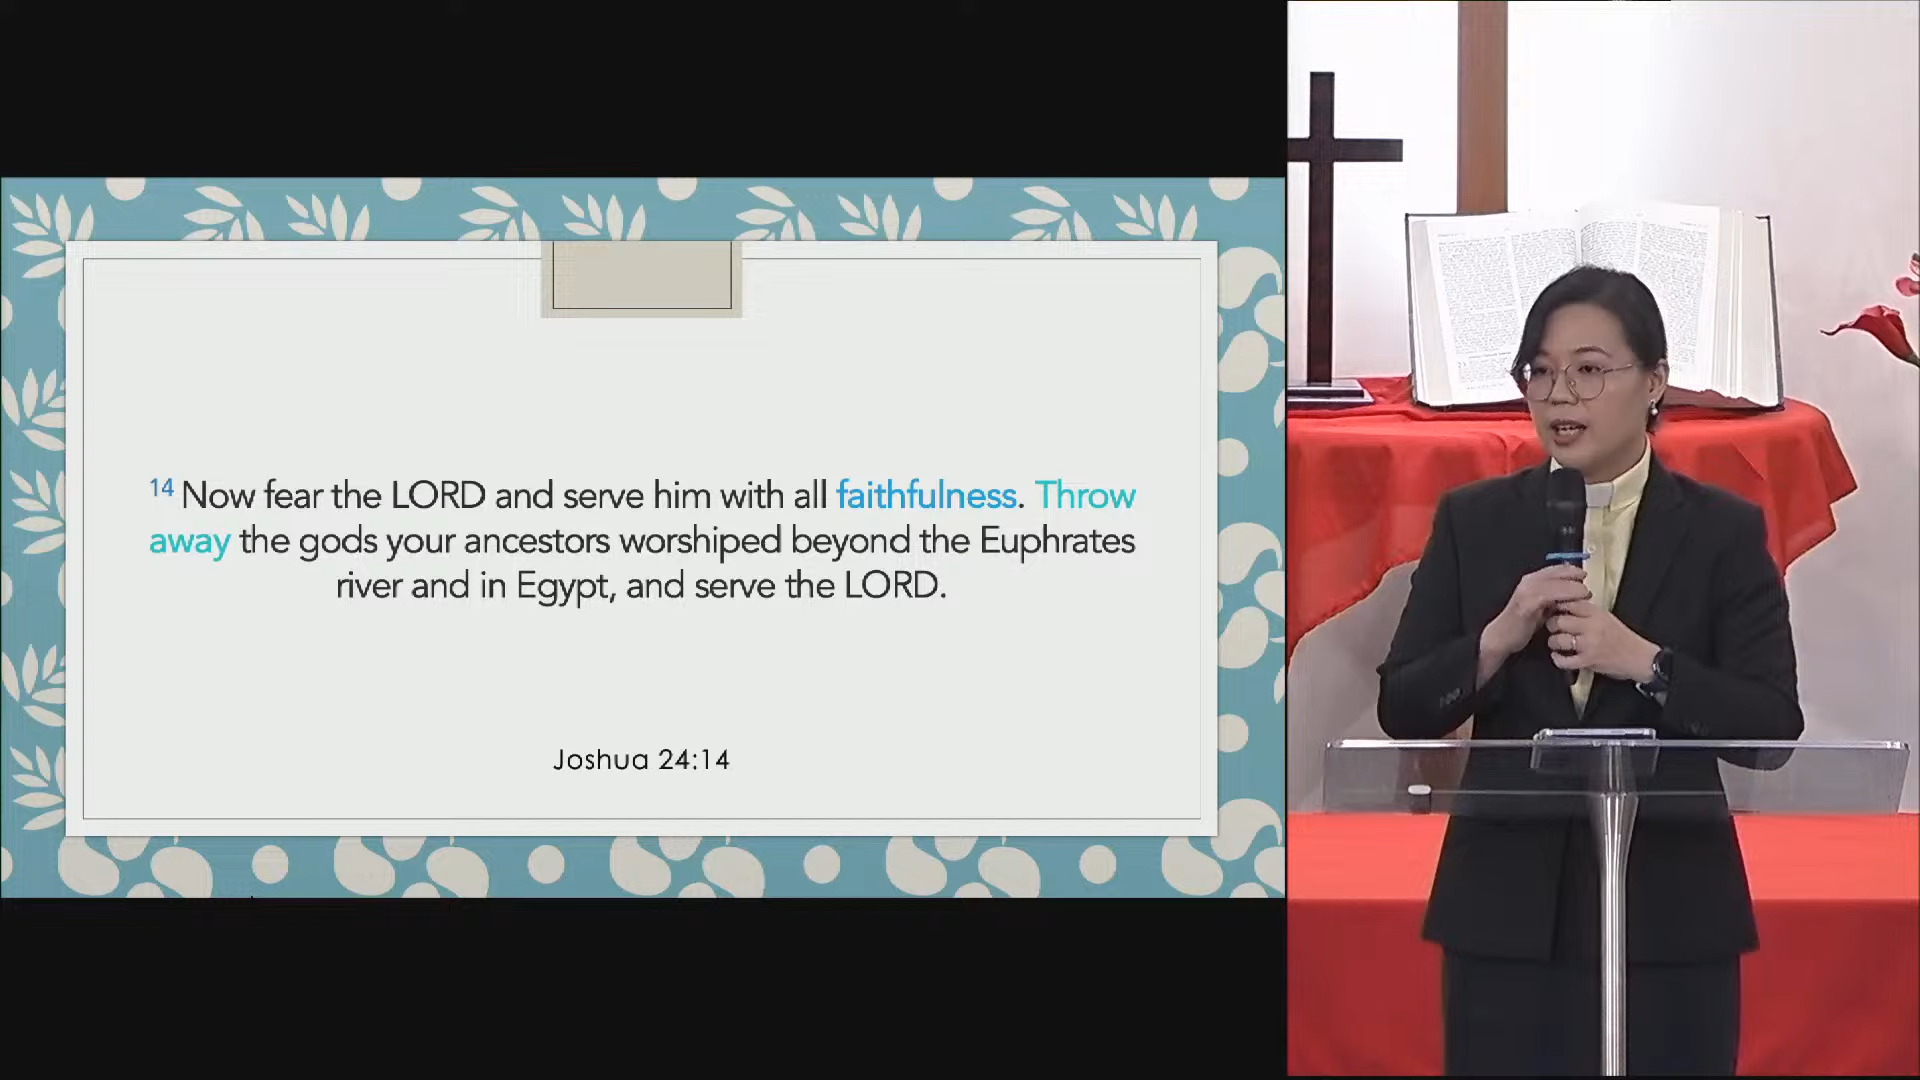 14 Now fear the LORD and serve him with all faithfulness. Throw
away the gods your ancestors worshiped beyond the Euphrates
river and in Egypt, and serve the LORD.
Joshua 24:14